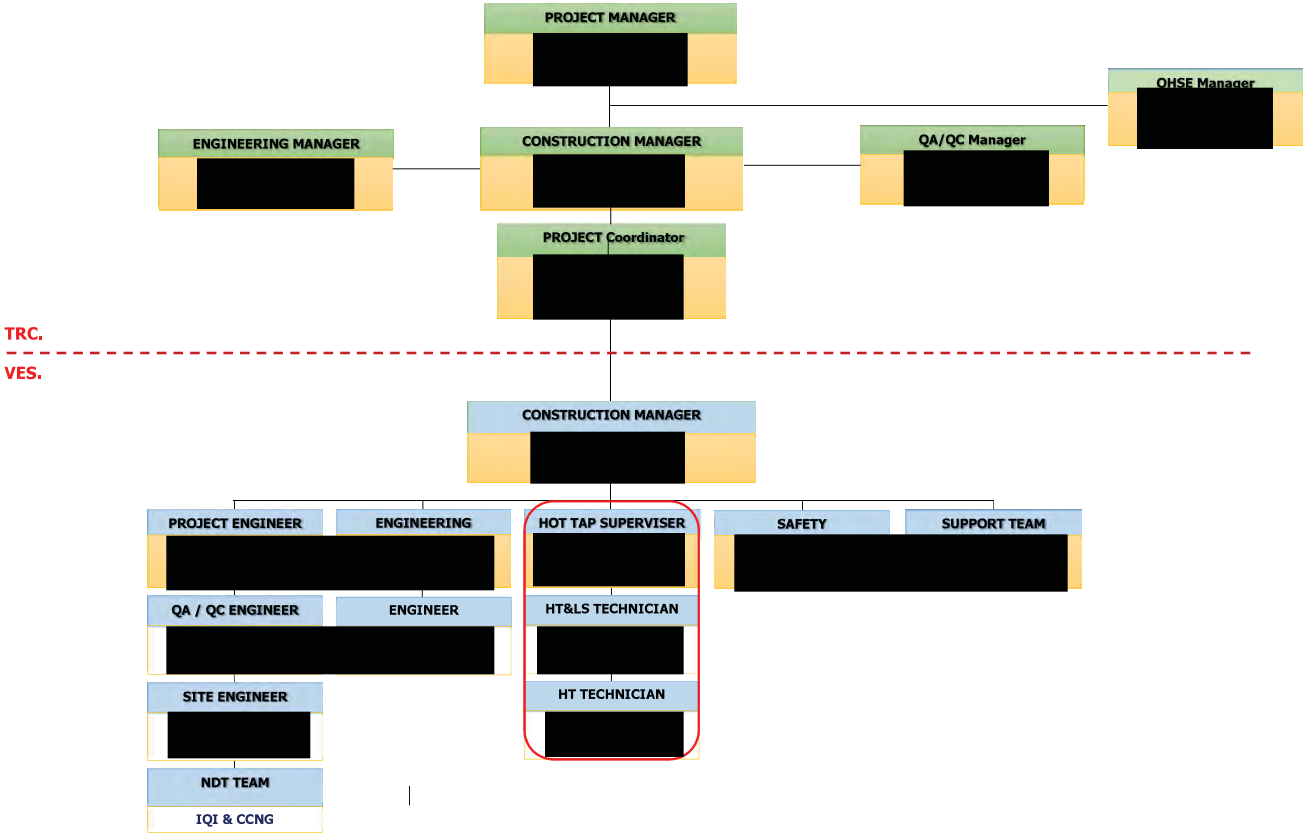 PROJECT MANAGER
OHSE Manager
ENGINEERING MANAGER
CONSTRUCTION MANAGER
QA/QC Manager
PROJECT Coordinator
TRC.
VES.
CONSTRUCTION MANAGER
PROJECT ENGINEER
ENGINEERING
HOT TAP SUPERVISER
SAFETY
SUPPORT TEAM
QA / QC ENGINEER
ENGINEER
HT&LS TECHNICIAN
SITE ENGINEER
HT TECHNICIAN
NDT TEAM
IQI & CCNG